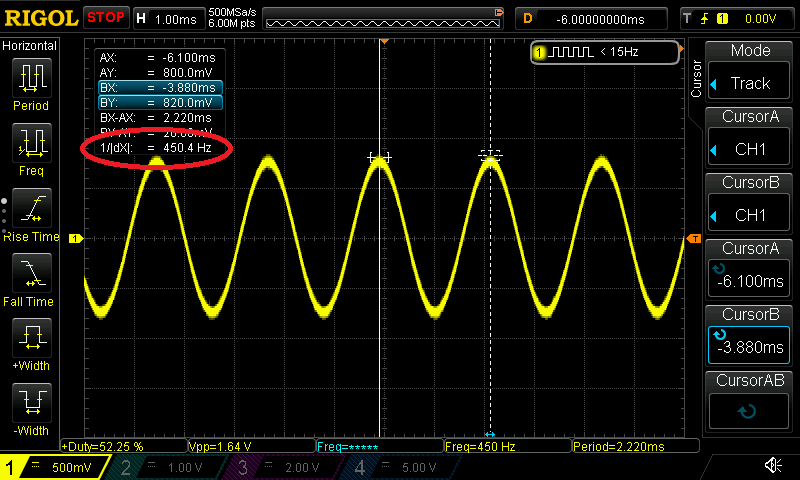 RIGOL STOP H 1.00ms 500MSa/s 6.00M pts D -6.00000000ms T 1 0.00V
Horizontal
Period
Freq
Rise Time
Fall Time
+Width
-Width
AX: = -6.100ms
AY: = 800.0mV
BX: = -3.880ms
BY: = 820.0mV
BX-AX: = 2.220ms
BY-AY: = 20.00mV
1/|dX|: = 450.4 Hz
1 < 15Hz
T
1
T
Cursor
Mode
Track
CursorA
CH1
CursorB
CH1
CursorA
-6.100ms
CursorB
-3.880ms
CursorAB
+Duty=52.25 % Vpp=1.64 V Freq=***** Freq=450 Hz Period=2.220ms
1 500mV 2 1.00 V 3 2.00 V 4 5.00 V